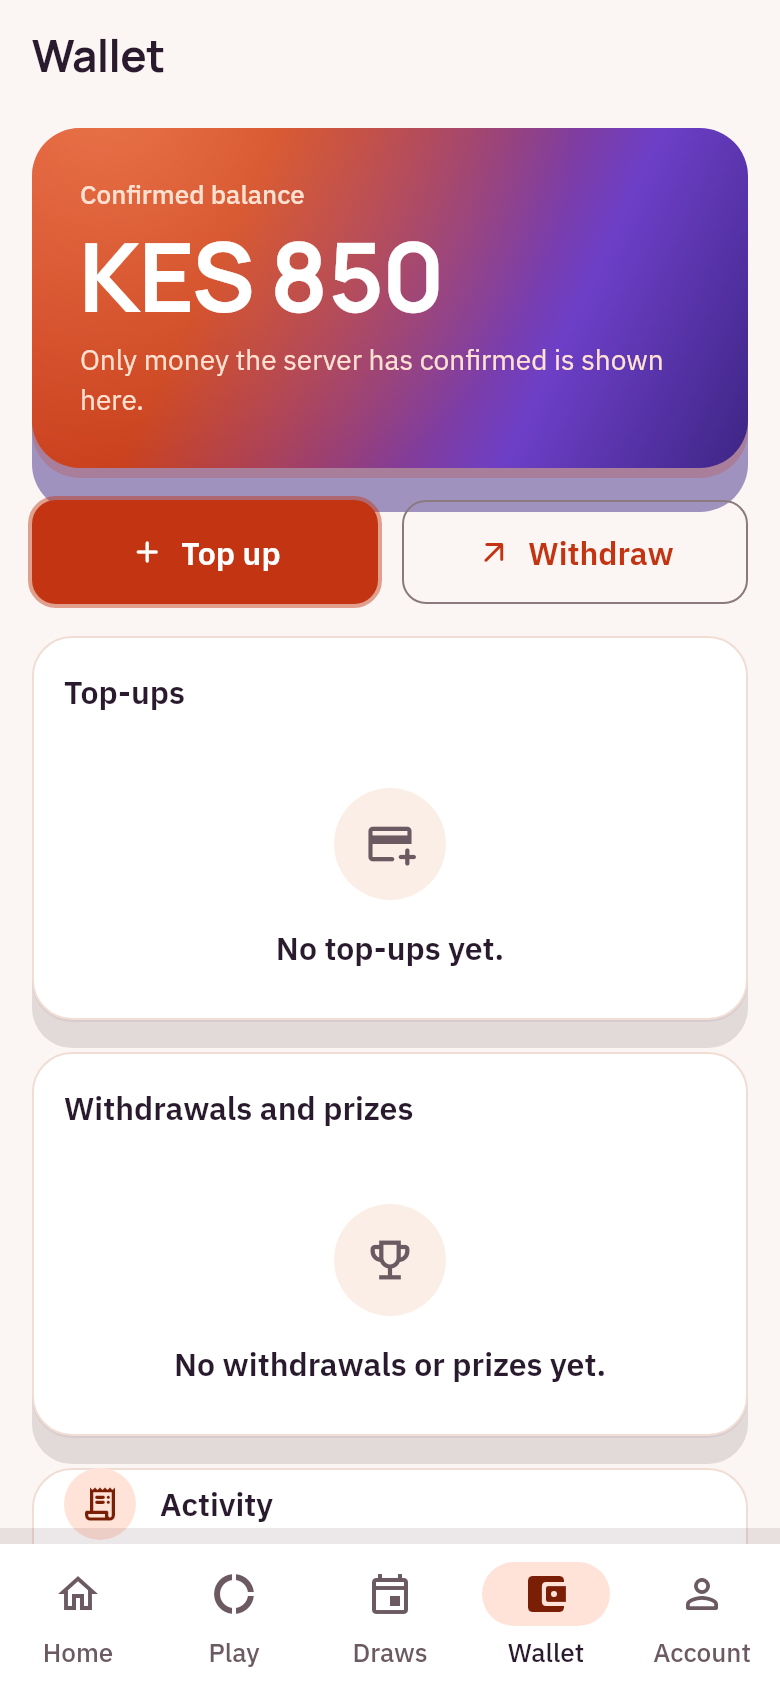 Wallet
Confirmed balance
KES 850
Only money the server has confirmed is shown
here.
Top up
Withdraw
Top-ups
No top-ups yet.
Withdrawals and prizes
No withdrawals or prizes yet.
Activity
Home
Play
Draws
Wallet
Account